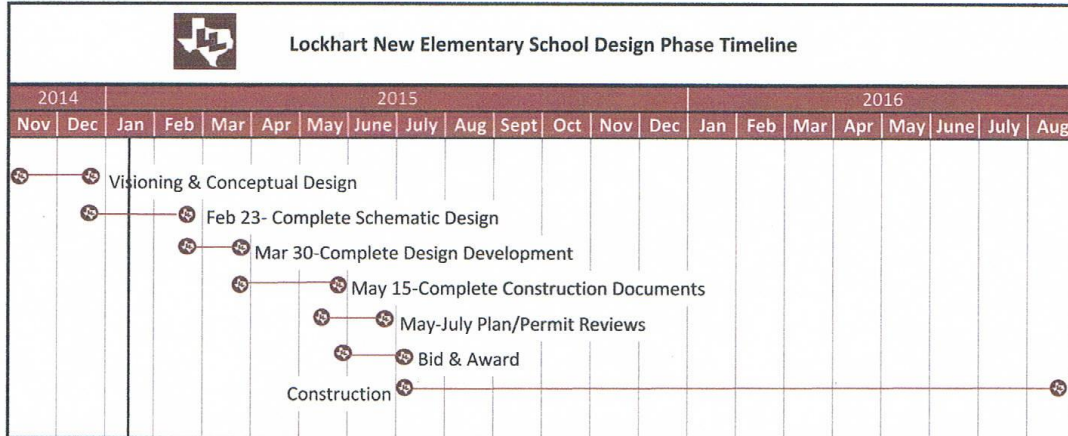 Lockhart New Elementary School Design Phase Timeline
2014 2015 2016
Nov Dec Jan Feb Mar Apr May June July Aug Sept Oct Nov Dec Jan Feb Mar Apr May June July Aug
Visioning & Conceptual Design
Feb 23- Complete Schematic Design
Mar 30-Complete Design Development
May 15-Complete Construction Documents
May-July Plan/Permit Reviews
Bid & Award
Construction